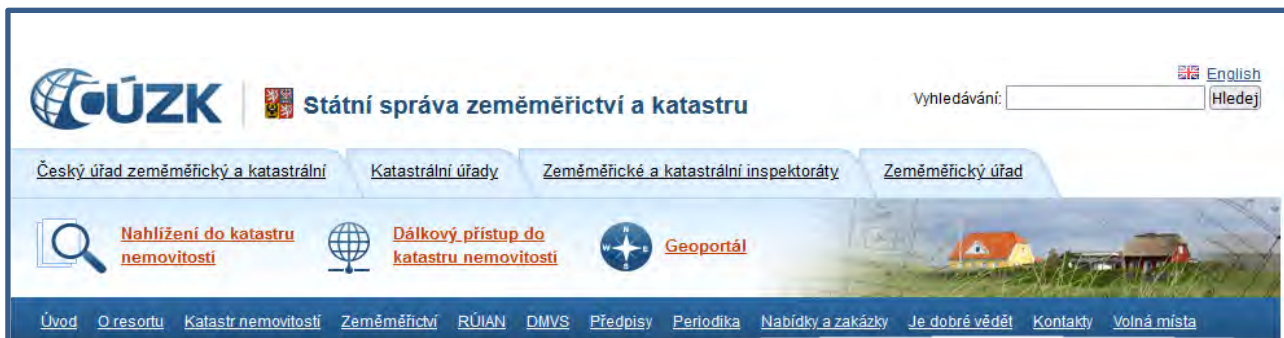 English
ČÚZK Státní správa zeměměřictví a katastru Vyhledávání: Hledej
Český úřad zeměměřický a katastrální Katastrální úřady Zeměměřické a katastrální inspektoráty Zeměměřický úřad
Nahlížení do katastru nemovitostí
Dálkový přístup do katastru nemovitostí
N
W E
S
Geoportál
Úvod O resortu Katastr nemovitostí Zeměměřictví RÚIAN DMVS Předpisy Periodika Nabídky a zakázky Je dobré vědět Kontakty Volná místa